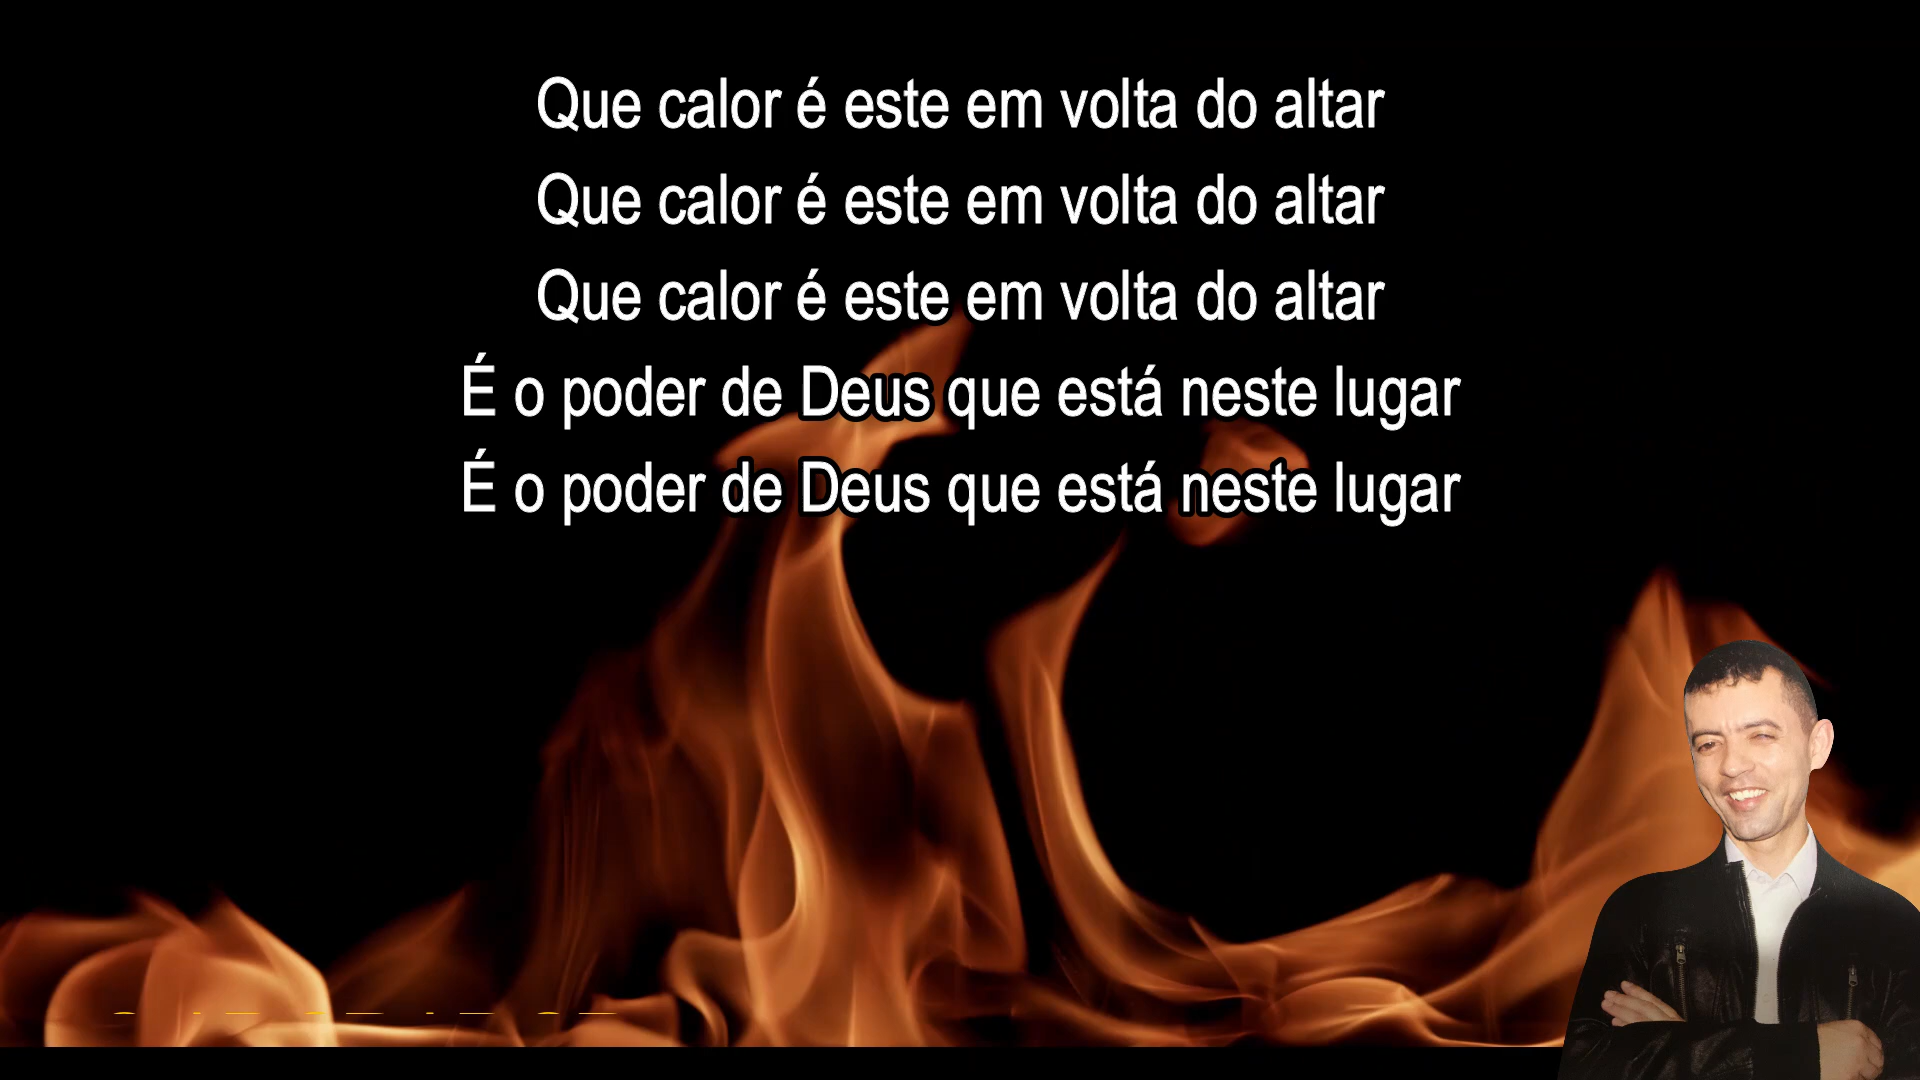 Que calor é este em volta do altar
Que calor é este em volta do altar
Que calor é este em volta do altar
É o poder de Deus que está neste lugar
É o poder de Deus que está neste lugar